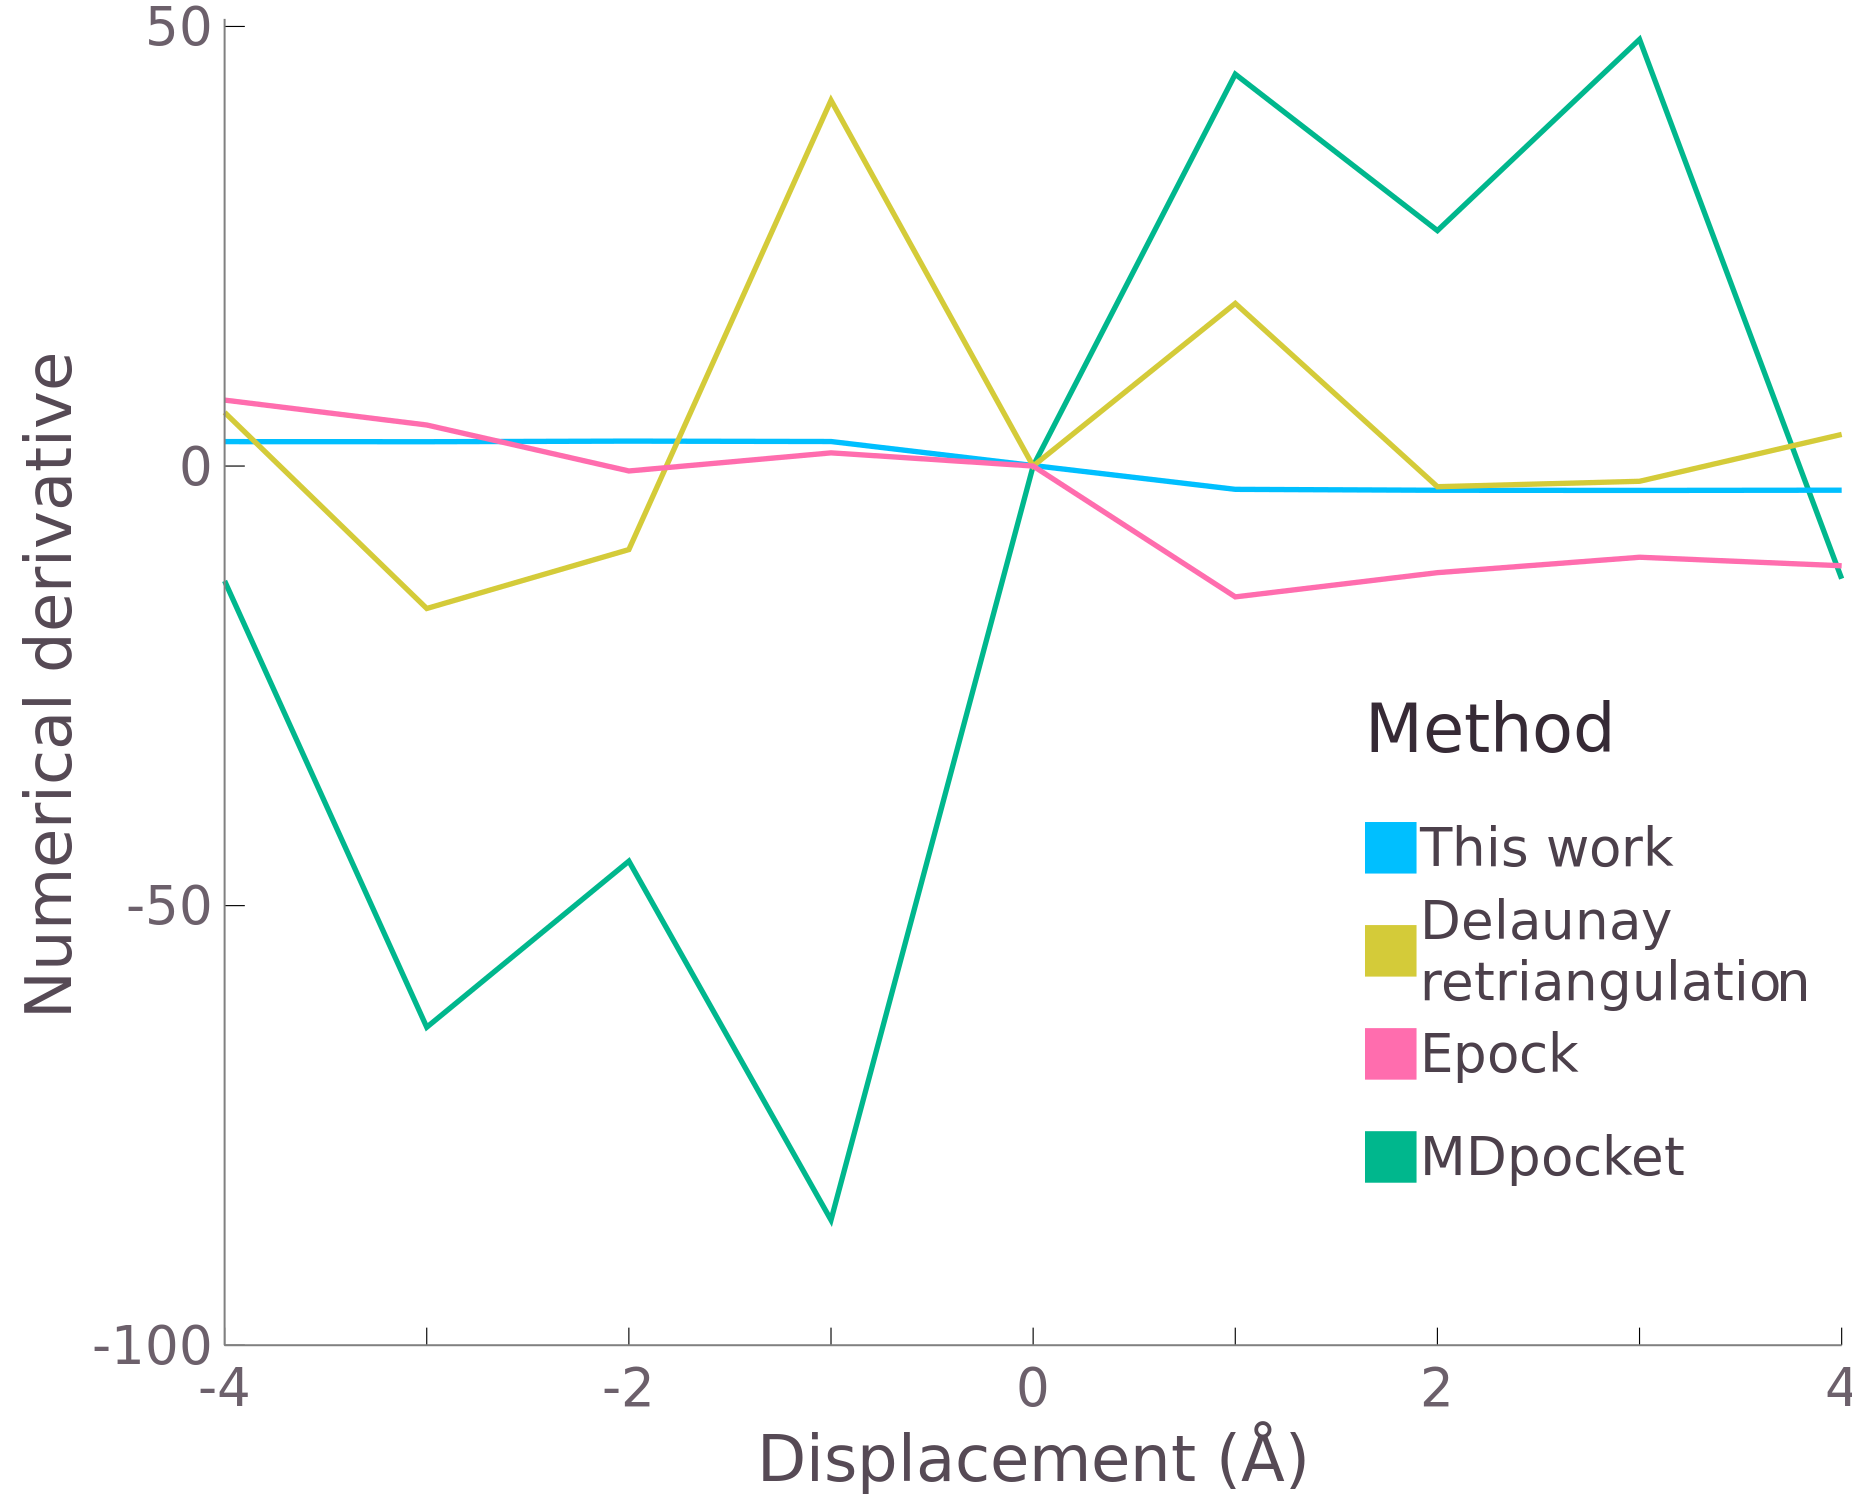 50
0
-50
-100
Numerical derivative
-4
-2
0
2
4
Displacement (Å)
Method
This work
Delaunay
retriangulation
Epock
MDpocket